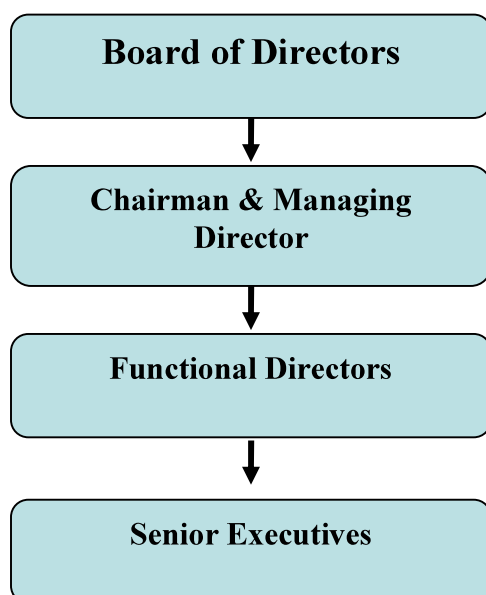 Board of Directors
Chairman & Managing
Director
Functional Directors
Senior Executives